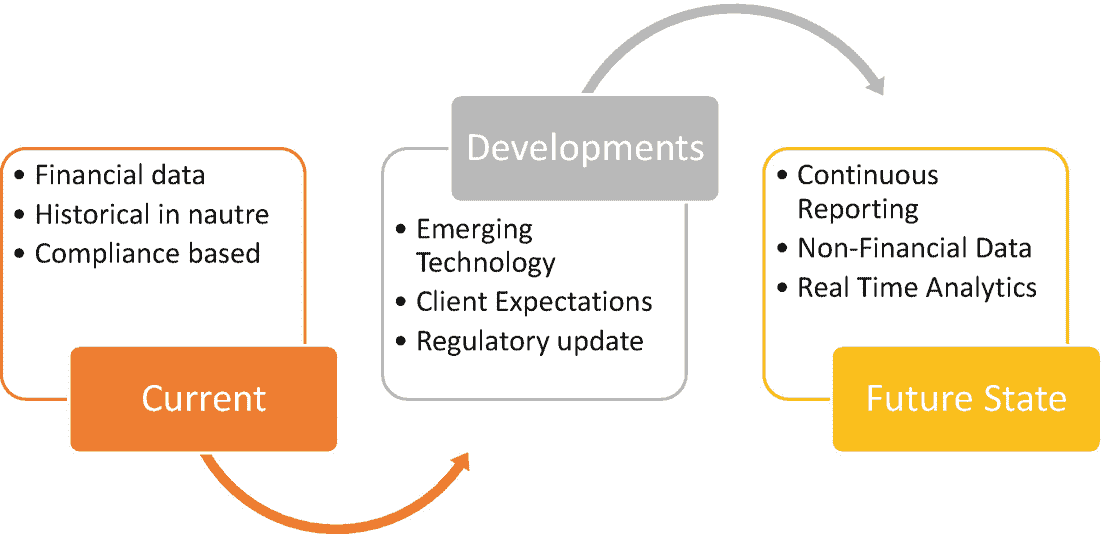 • Financial data
• Historical in nautre
• Compliance based
Current
Developments
• Emerging
Technology
• Client Expectations
• Regulatory update
• Continuous
Reporting
• Non-Financial Data
• Real Time Analytics
Future State